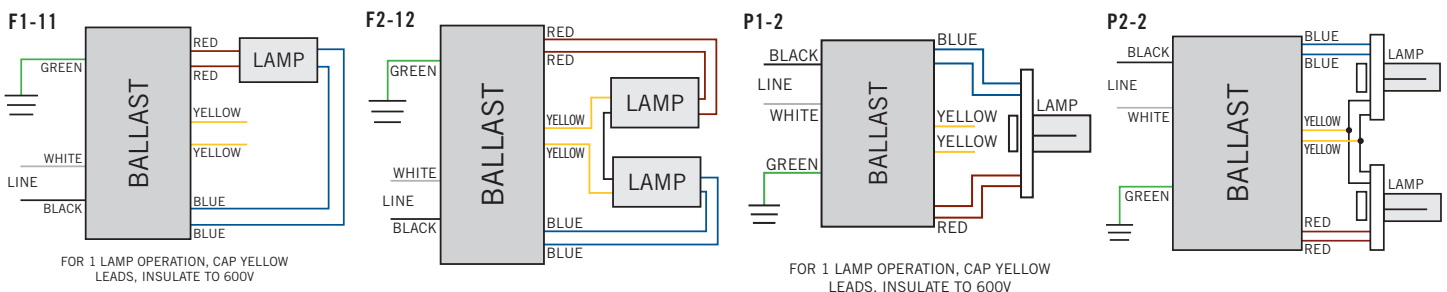 F1-11
RED
LAMP
RED
GREEN
BALLAST
YELLOW
YELLOW
WHITE
LINE
BLACK
BLUE
BLUE
FOR 1 LAMP OPERATION, CAP YELLOW
LEADS, INSULATE TO 600V
F2-12
RED
RED
GREEN
LAMP
BALLAST
YELLOW
YELLOW
LAMP
WHITE
LINE
BLACK
BLUE
BLUE
P1-2
BLUE
BLACK
LINE
BALLAST
LAMP
WHITE
YELLOW
YELLOW
GREEN
RED
FOR 1 LAMP OPERATION, CAP YELLOW
LEADS, INSULATE TO 600V
P2-2
BLUE
BLACK
LAMP
BLUE
LINE
BALLAST
WHITE
YELLOW
YELLOW
LAMP
GREEN
RED
RED